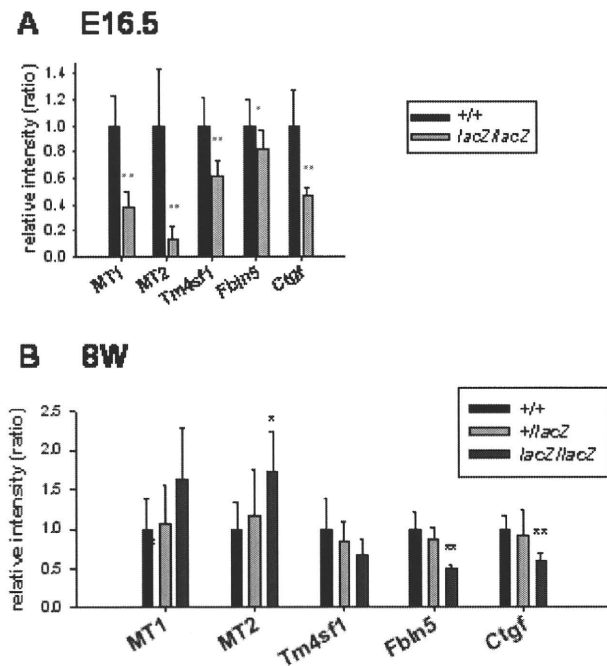 A E16.5
relative intensity (ratio)
1.4
1.2
1.0
0.8
0.6
0.4
0.2
0.0
** ** ** * **
MT1 MT2 Tm4sf1 Fbln5 Ctgf
+/+
lacZ/lacZ
B 8W
relative intensity (ratio)
2.5
2.0
1.5
1.0
0.5
0.0
* * ** **
MT1 MT2 Tm4sf1 Fbln5 Ctgf
+/+
+/lacZ
lacZ/lacZ